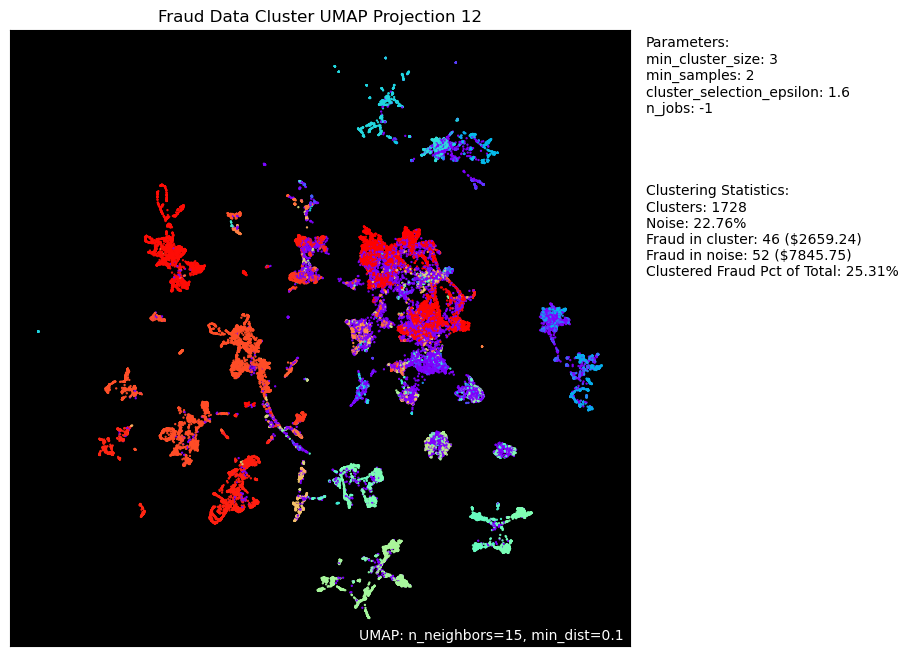 Fraud Data Cluster UMAP Projection 12
Parameters:
min_cluster_size: 3
min_samples: 2
cluster_selection_epsilon: 1.6
n_jobs: -1
Clustering Statistics:
Clusters: 1728
Noise: 22.76%
Fraud in cluster: 46 ($2659.24)
Fraud in noise: 52 ($7845.75)
Clustered Fraud Pct of Total: 25.31%
UMAP: n_neighbors=15, min_dist=0.1